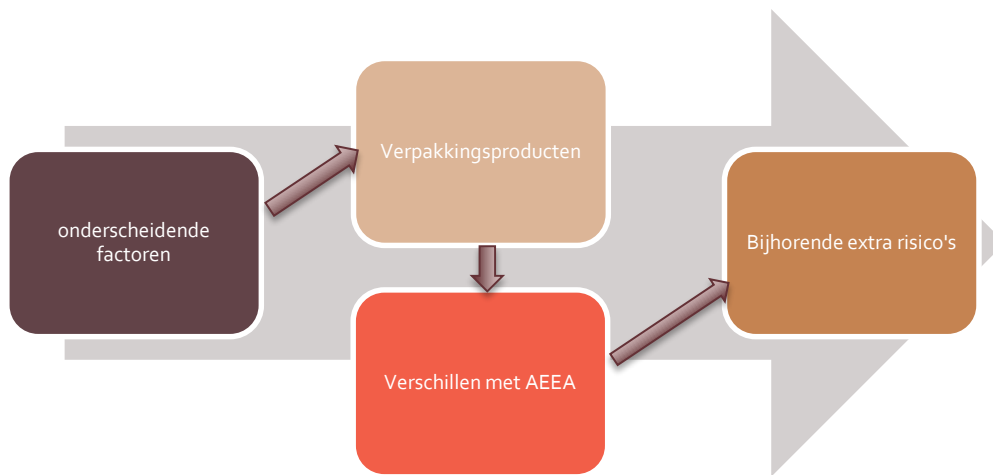 onderscheidende
factoren
Verpakkingsproducten
Verschillen met AEEA
Bijhorende extra risico's